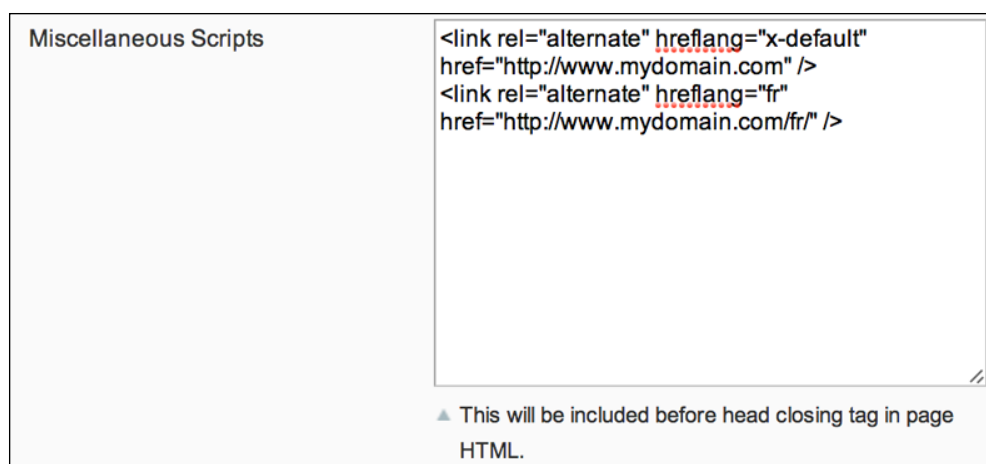 Miscellaneous Scripts
<link rel="alternate" hreflang="x-default"
href="http://www.mydomain.com" />
<link rel="alternate" hreflang="fr"
href="http://www.mydomain.com/fr/" />
This will be included before head closing tag in page
HTML.